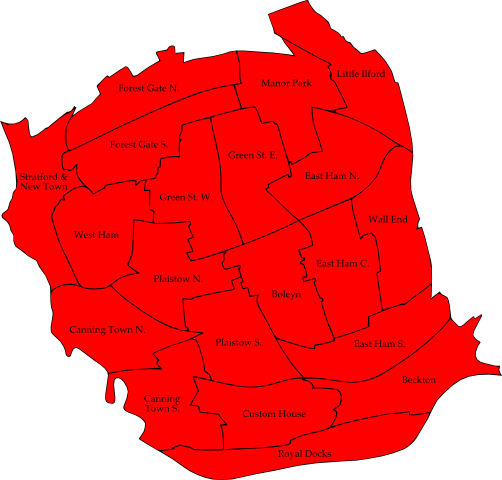 Little Ilford
Manor Park
Forest Gate N.
Forest Gate S.
Green St. E.
East Ham N.
Stratford &
New Town
Green St. W.
Wall End
West Ham
East Ham C.
Plaistow N.
Boleyn
Canning Town N.
Plaistow S.
East Ham S.
Beckton
Canning
Town S.
Custom House
Royal Docks